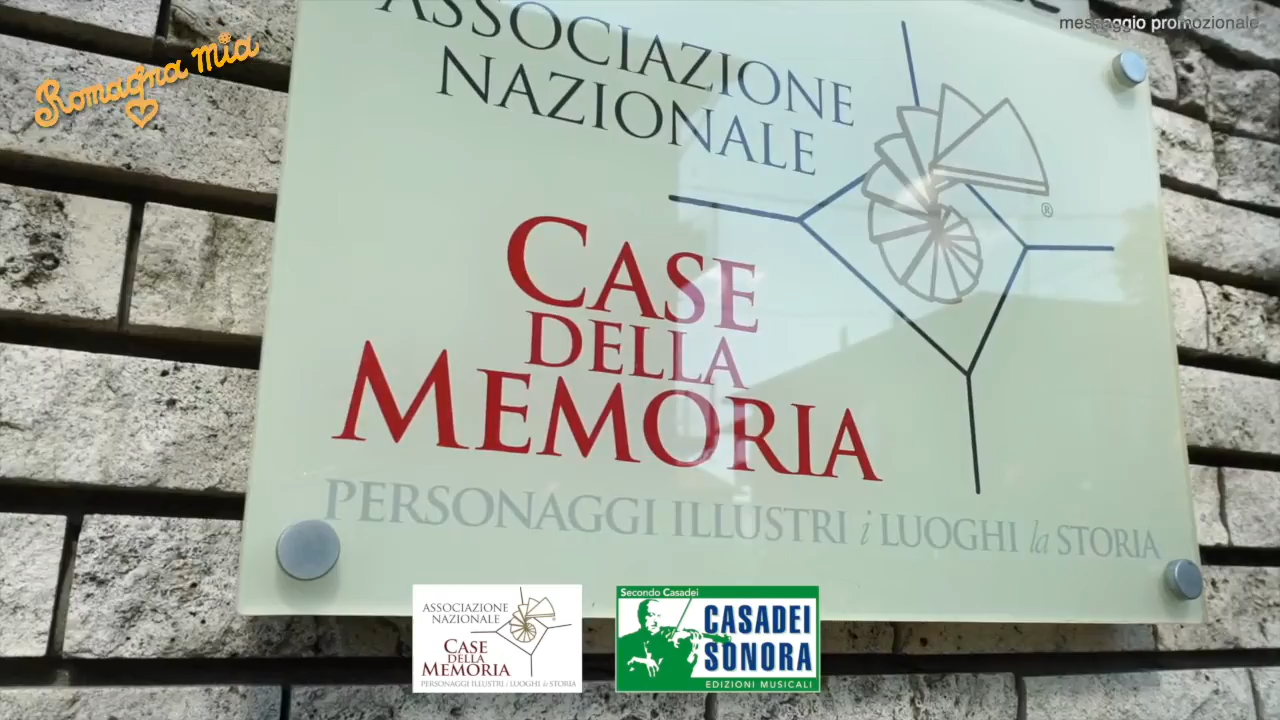 messaggio promozionale
Romagna mia
ASSOCIAZIONE
NAZIONALE
®
CASE
DELLA
MEMORIA
PERSONAGGI ILLUSTRI i LUOGHI la STORIA
ASSOCIAZIONE
NAZIONALE
CASE
DELLA
MEMORIA
PERSONAGGI ILLUSTRI i LUOGHI la STORIA
Secondo Casadei
CASADEI
SONORA
EDIZIONI MUSICALI